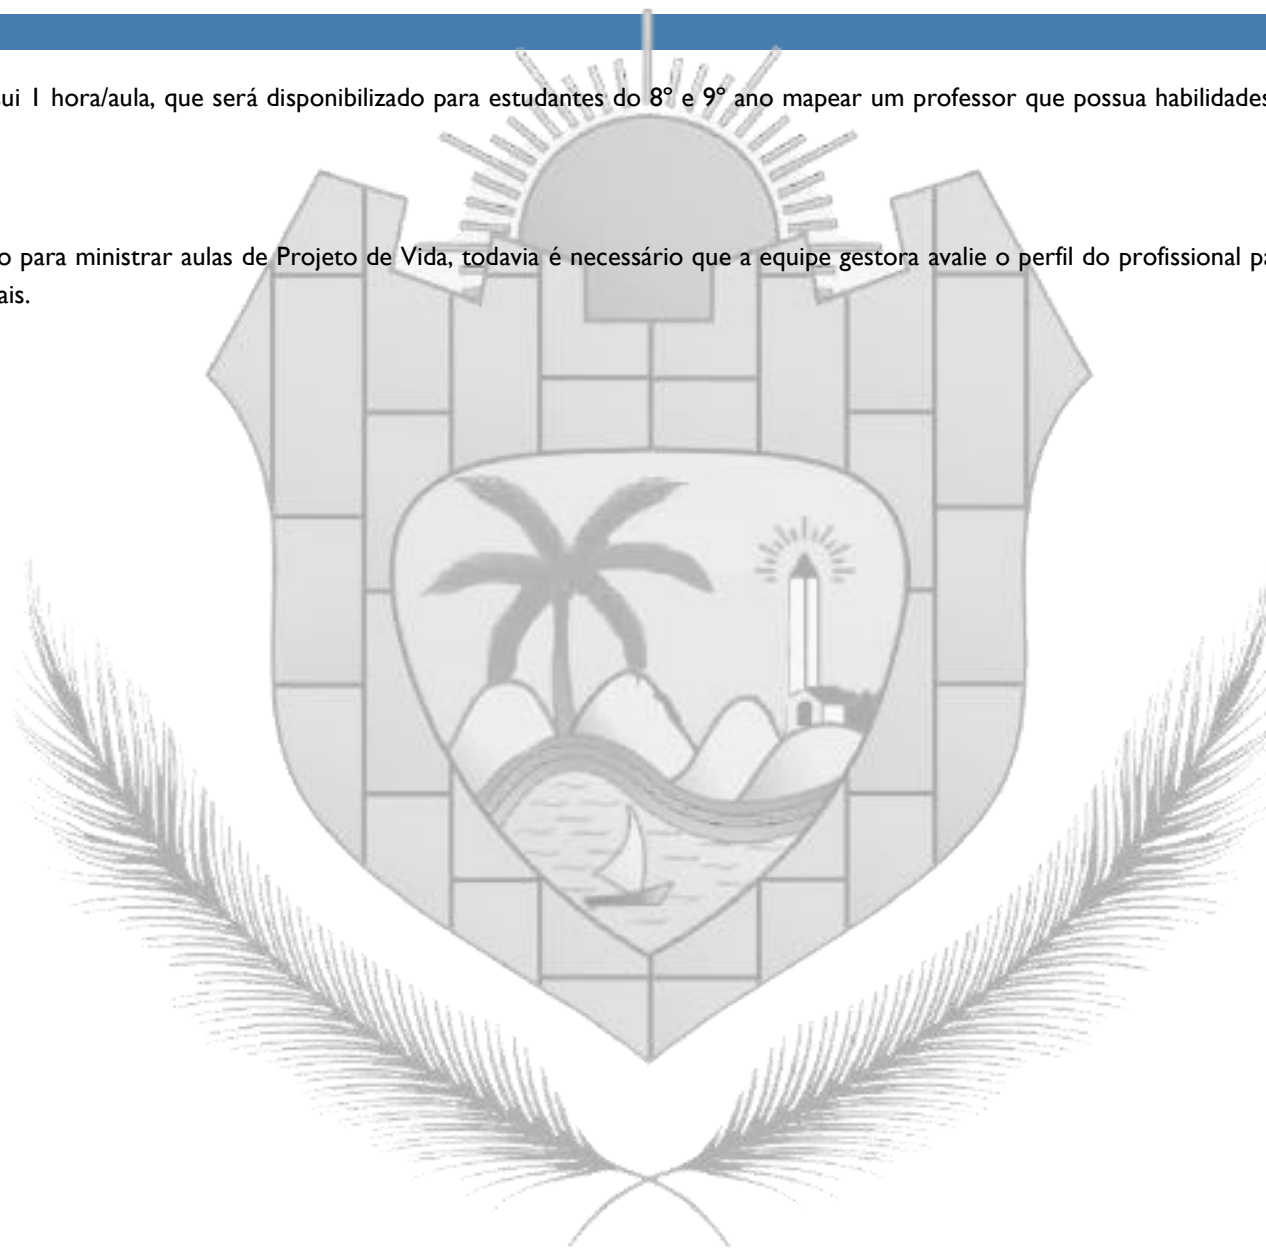 ui 1 hora/aula, que será disponibilizado para estudantes do 8º e 9º ano mapear um professor que possua habilidades
o para ministrar aulas de Projeto de Vida, todavia é necessário que a equipe gestora avalie o perfil do profissional pa
ais.